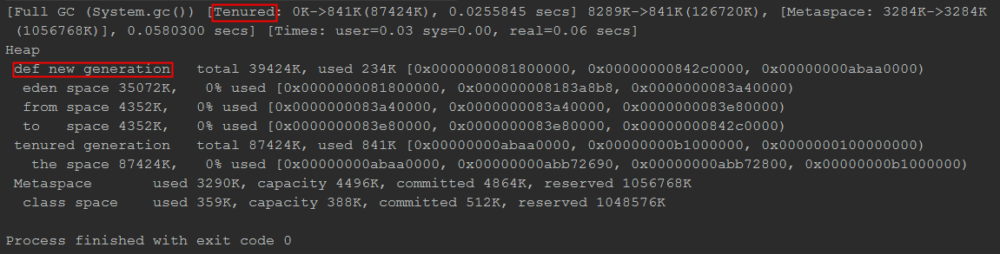 [Full GC (System.gc()) [Tenured: 0K->841K(87424K), 0.0255845 secs] 8289K->841K(126720K), [Metaspace: 3284K->3284K
(1056768K)], 0.0580300 secs] [Times: user=0.03 sys=0.00, real=0.06 secs]
Heap
def new generation   total 39424K, used 234K [0x0000000081800000, 0x00000000842c0000, 0x00000000abaa0000)
eden space 35072K,   0% used [0x0000000081800000, 0x000000008183a8b8, 0x0000000083a40000)
from space 4352K,   0% used [0x0000000083a40000, 0x0000000083a40000, 0x0000000083e80000)
to   space 4352K,   0% used [0x0000000083e80000, 0x0000000083e80000, 0x00000000842c0000)
tenured generation   total 87424K, used 841K [0x00000000abaa0000, 0x00000000b1000000, 0x0000000100000000)
the space 87424K,   0% used [0x00000000abaa0000, 0x00000000abb72690, 0x00000000abb72800, 0x00000000b1000000)
Metaspace       used 3290K, capacity 4496K, committed 4864K, reserved 1056768K
class space    used 359K, capacity 388K, committed 512K, reserved 1048576K
Process finished with exit code 0